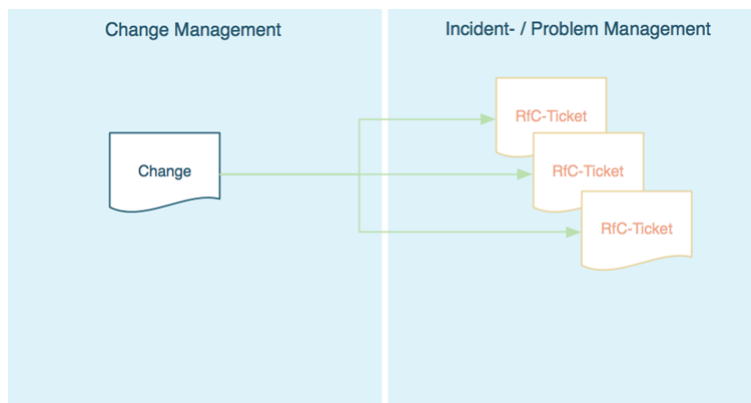 Change Management
Incident- / Problem Management
RfC-Ticket
Change
RfC-Ticket
RfC-Ticket